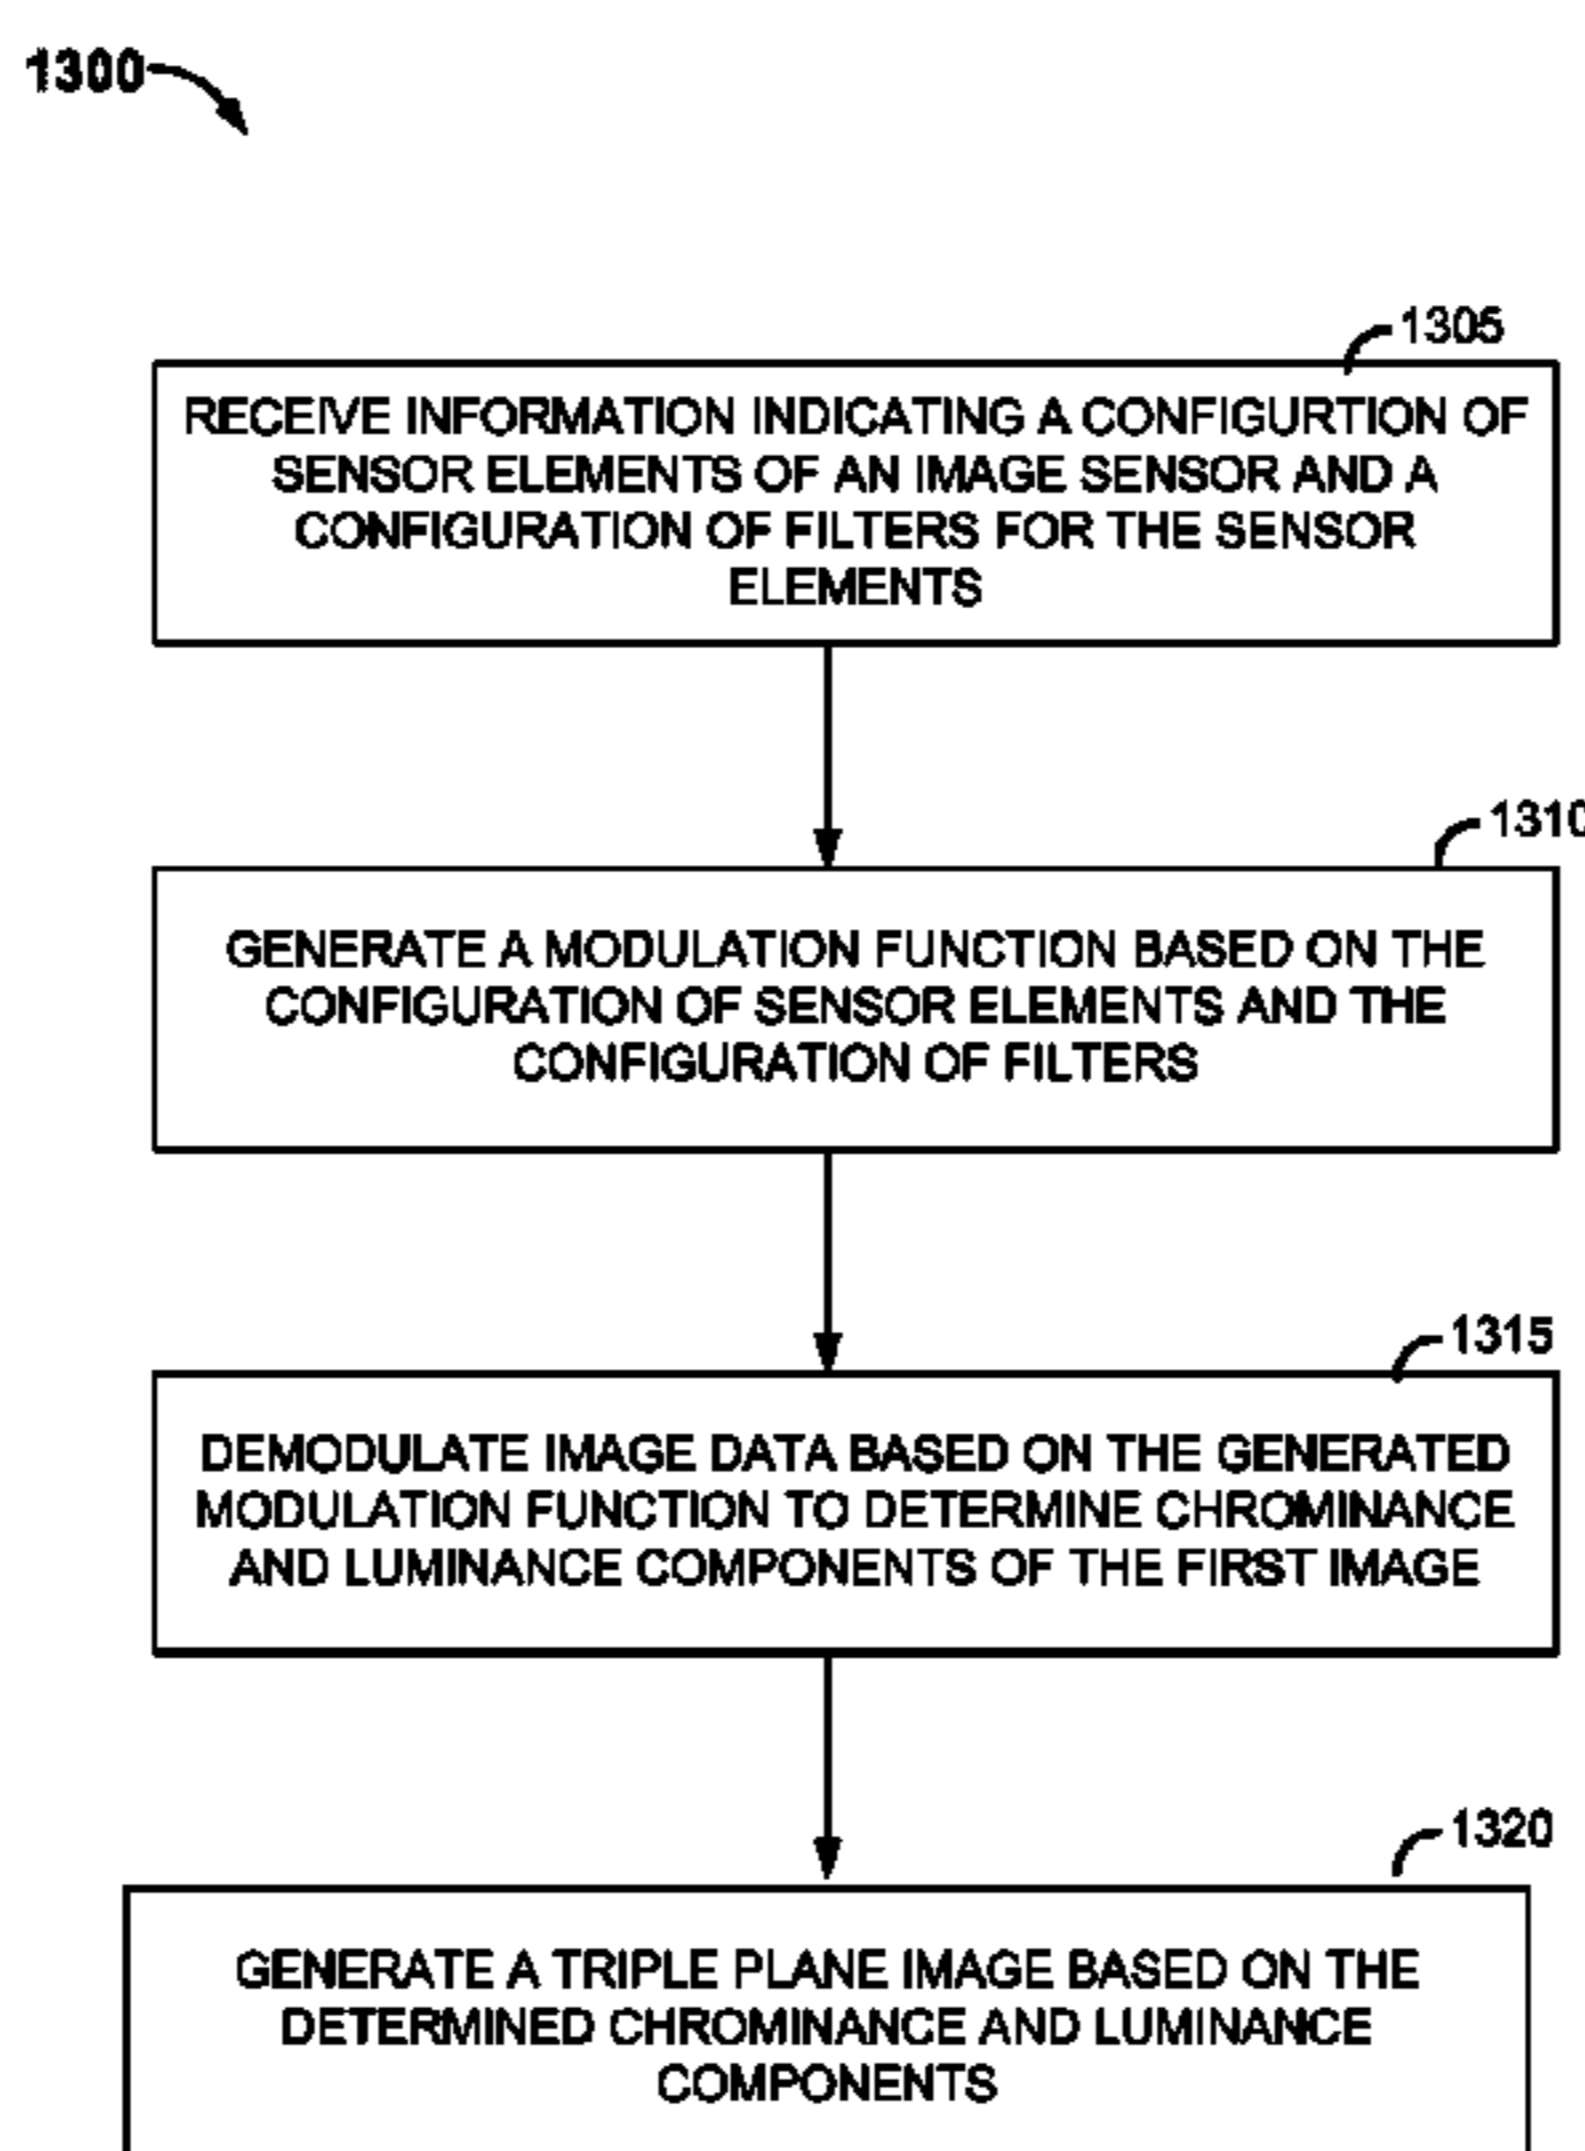 1300
1305
RECEIVE INFORMATION INDICATING A CONFIGURTION OF
SENSOR ELEMENTS OF AN IMAGE SENSOR AND A
CONFIGURATION OF FILTERS FOR THE SENSOR
ELEMENTS
1310
GENERATE A MODULATION FUNCTION BASED ON THE
CONFIGURATION OF SENSOR ELEMENTS AND THE
CONFIGURATION OF FILTERS
1315
DEMODULATE IMAGE DATA BASED ON THE GENERATED
MODULATION FUNCTION TO DETERMINE CHROMINANCE
AND LUMINANCE COMPONENTS OF THE FIRST IMAGE
1320
GENERATE A TRIPLE PLANE IMAGE BASED ON THE
DETERMINED CHROMINANCE AND LUMINANCE
COMPONENTS